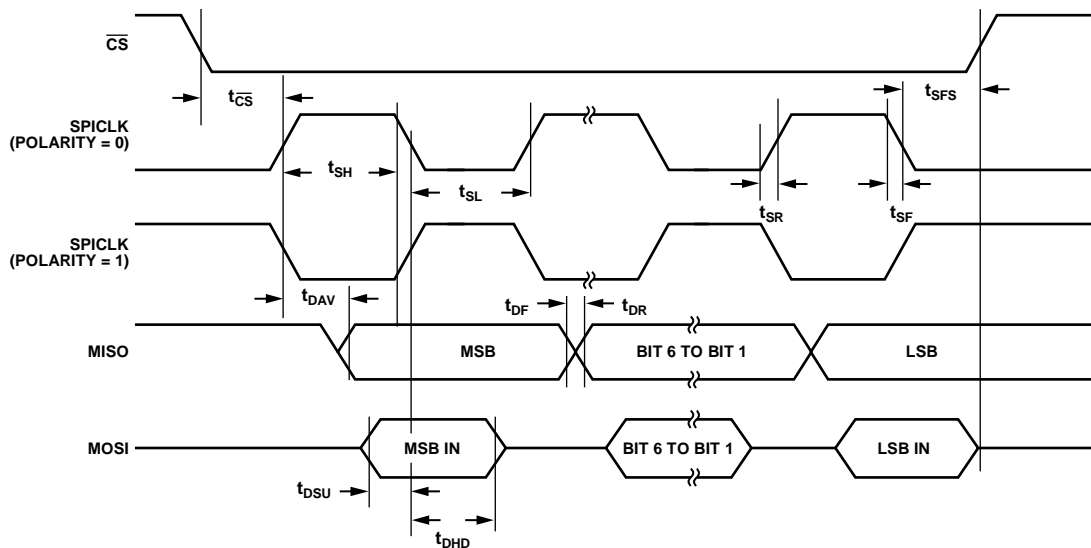 CS
tCS
tSFS
SPICLK
(POLARITY = 0)
tSH
tSL
tSR
tSF
SPICLK
(POLARITY = 1)
tDAV
tDF
tDR
MISO
MSB
BIT 6 TO BIT 1
LSB
MOSI
MSB IN
BIT 6 TO BIT 1
LSB IN
tDSU
tDHD